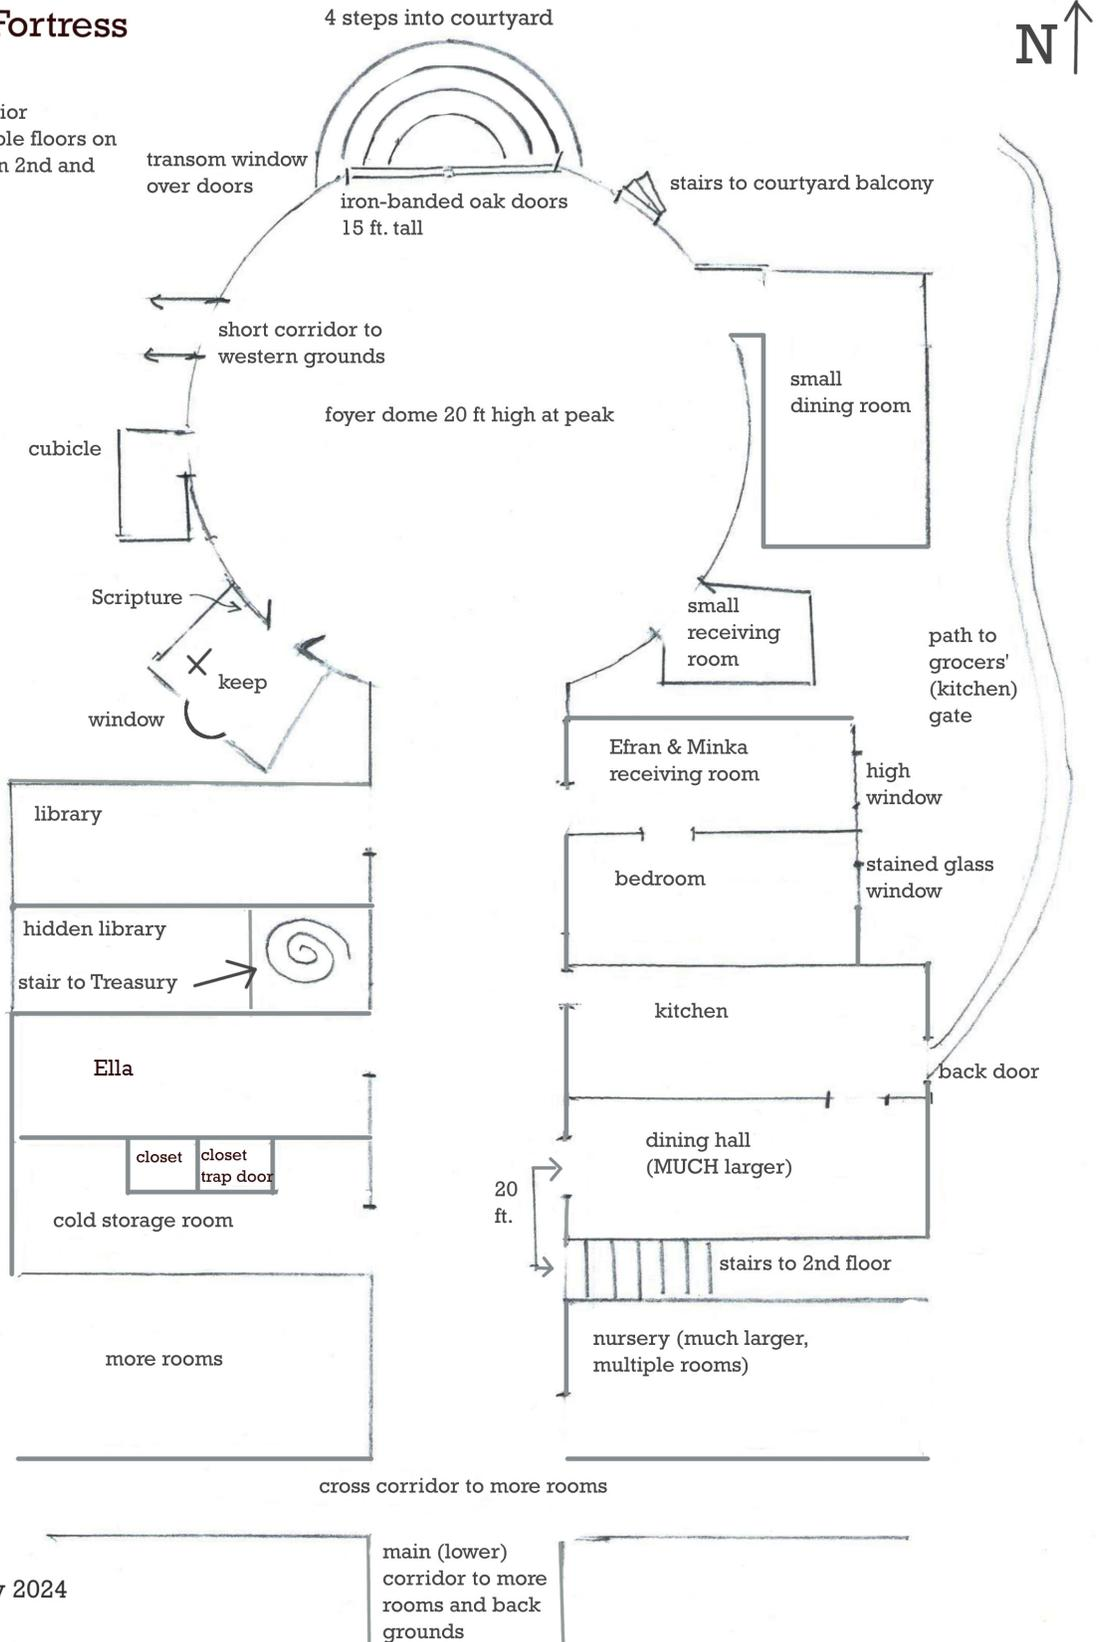 Fortress
4 steps into courtyard
N
ior
ble floors on
n 2nd and
transom window
over doors
iron-banded oak doors
15 ft. tall
stairs to courtyard balcony
short corridor to
western grounds
small
dining room
foyer dome 20 ft high at peak
cubicle
Scripture
small
receiving
room
keep
window
path to
grocers'
(kitchen)
gate
Efran & Minka
receiving room
high
window
library
bedroom
stained glass
window
hidden library
stair to Treasury
kitchen
Ella
back door
closet
closet
trap door
dining hall
(MUCH larger)
20
ft.
cold storage room
stairs to 2nd floor
more rooms
nursery (much larger,
multiple rooms)
cross corridor to more rooms
main (lower)
corridor to more
rooms and back
grounds
y 2024